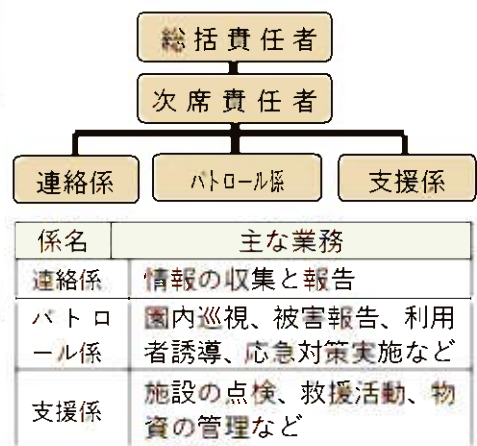 総括責任者
次席責任者
連絡係 パトロール係 支援係
係名 主な業務
連絡係 情報の収集と報告
パトロ
ール係
園内巡視、被害報告、利用
者誘導、応急対策実施など
支援係
施設の点検、救援活動、物
資の管理など